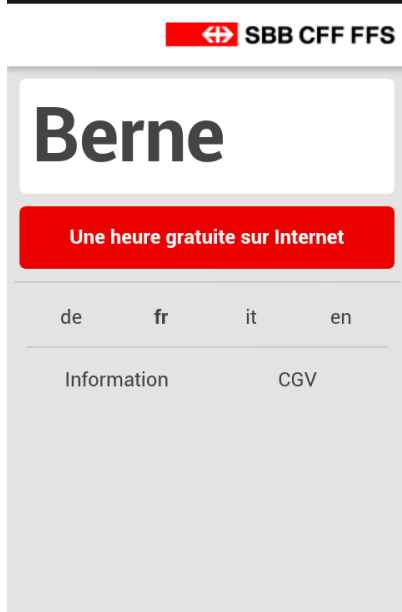 SBB CFF FFS
Berne
Une heure gratuite sur Internet
de fr it en
Information CGV